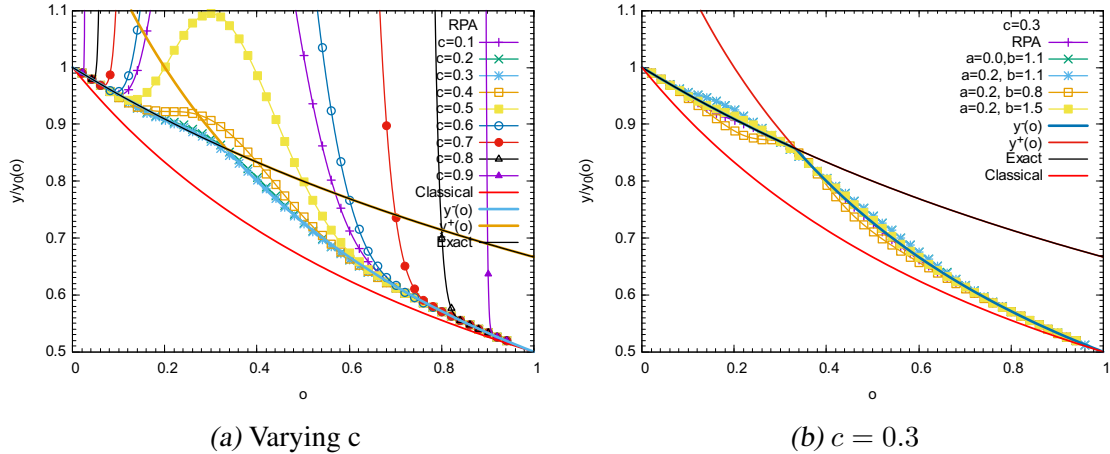 1.1
1
0.9
0.8
0.7
0.6
0.5
y/y₀(o)
0
0.2
0.4
0.6
0.8
1
o
RPA
c=0.1
c=0.2
c=0.3
c=0.4
c=0.5
c=0.6
c=0.7
c=0.8
c=0.9
Classical
y⁻(o)
y⁺(o)
Exact
(a) Varying c
1.1
1
0.9
0.8
0.7
0.6
0.5
y/y₀(o)
0
0.2
0.4
0.6
0.8
1
o
c=0.3
RPA
a=0.0,b=1.1
a=0.2, b=1.1
a=0.2, b=0.8
a=0.2, b=1.5
y⁻(o)
y⁺(o)
Exact
Classical
(b) c = 0.3